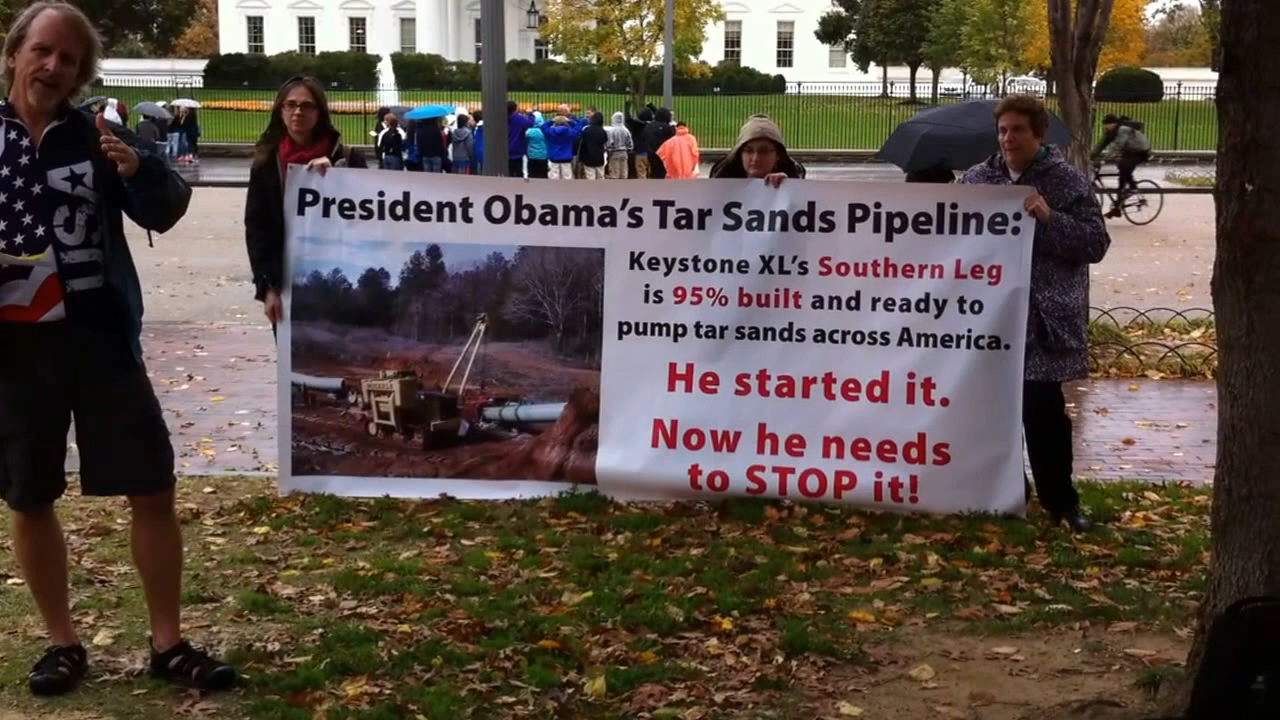 President Obama's Tar Sands Pipeline:
Keystone XL's Southern Leg
is 95% built and ready to
pump tar sands across America.
He started it.
Now he needs
to STOP it!
USA